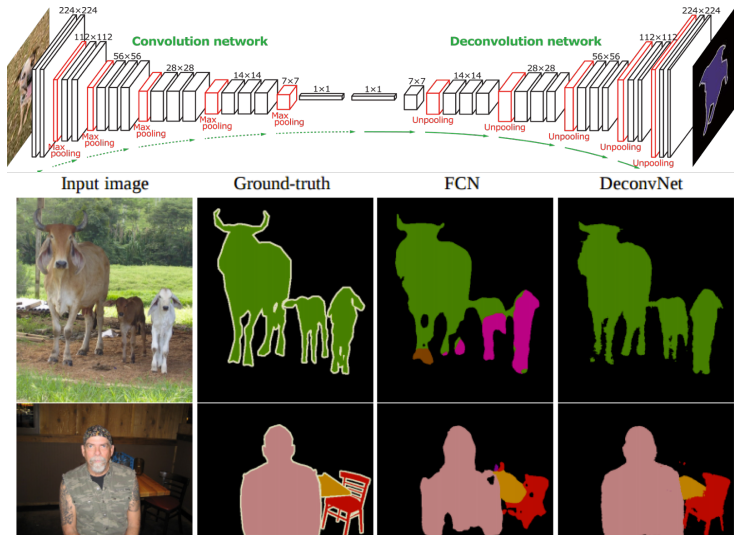 224×224
224×224
112×112
112×112
Convolution network
Deconvolution network
56×56
56×56
28×28
28×28
14×14
14×14
7×7
7×7
1×1
1×1
Max
pooling
Max
pooling
Max
pooling
Max
pooling
Max
pooling
Unpooling
Unpooling
Unpooling
Unpooling
Unpooling
Input image
Ground-truth
FCN
DeconvNet